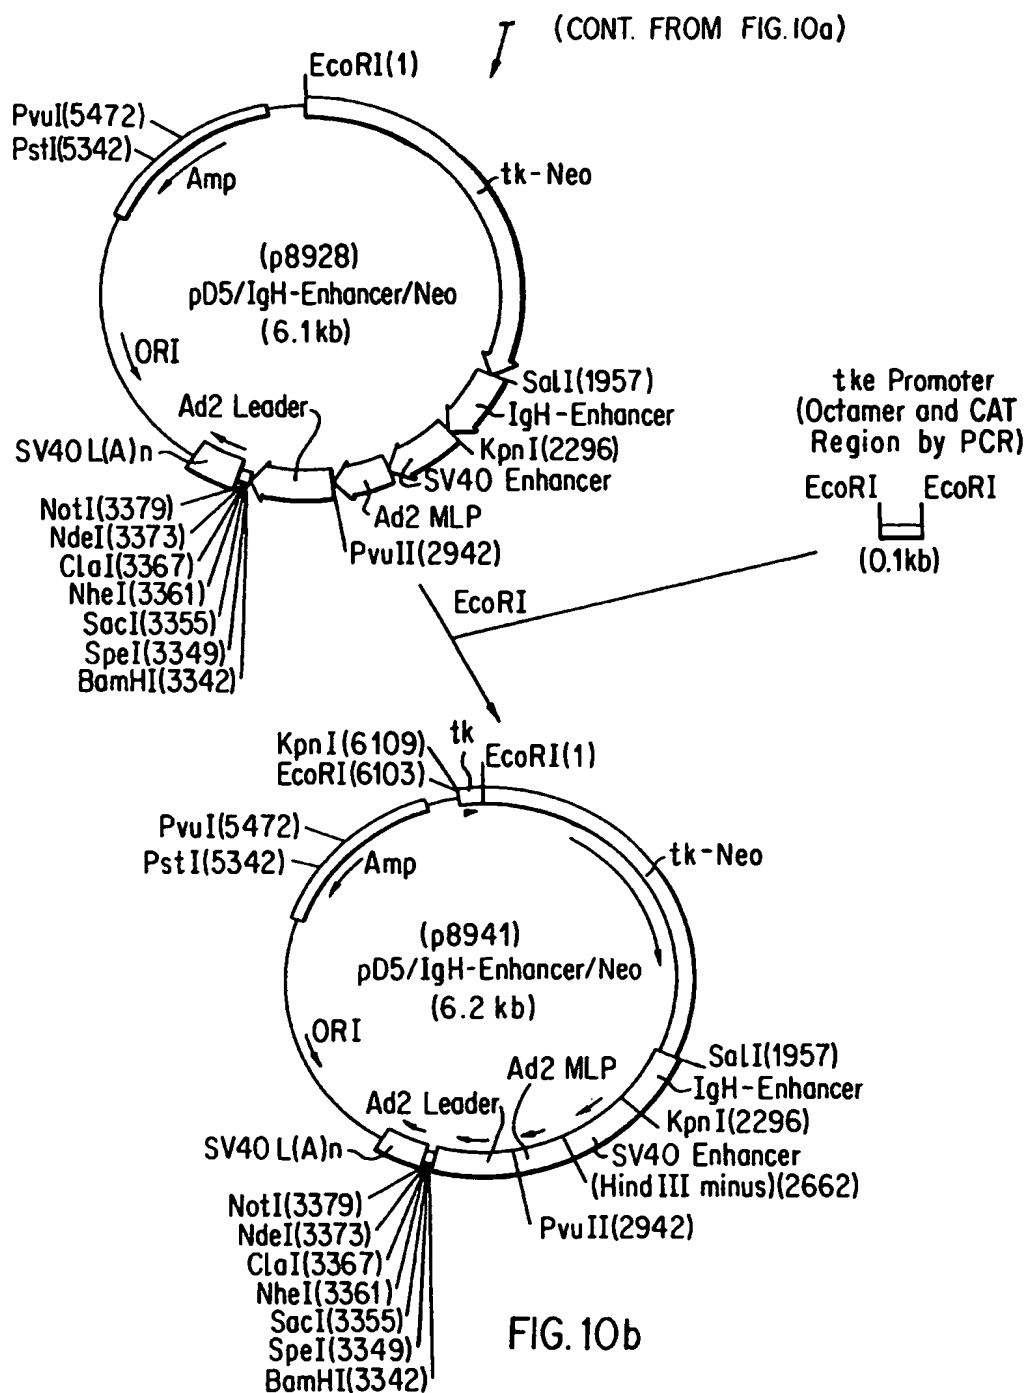 (CONT. FROM FIG. 10a)
EcoRI(1)
PvuI(5472)
PstI(5342)
Amp
tk-Neo
(p8928)
pD5/IgH-Enhancer/Neo
(6.1kb)
ORI
Ad2 Leader
SV40 L(A)n
SalI(1957)
IgH-Enhancer
KpnI(2296)
SV40 Enhancer
Ad2 MLP
PvuII(2942)
NotI(3379)
NdeI(3373)
ClaI(3367)
NheI(3361)
SacI(3355)
SpeI(3349)
BamHI(3342)
tke Promoter
(Octamer and CAT
Region by PCR)
EcoRI EcoRI
(0.1kb)
EcoRI
KpnI(6109)
tk
EcoRI(1)
EcoRI(6103)
PvuI(5472)
PstI(5342)
Amp
tk-Neo
(p8941)
pD5/IgH-Enhancer/Neo
(6.2 kb)
ORI
Ad2 MLP
Ad2 Leader
SV40 L(A)n
SalI(1957)
IgH-Enhancer
KpnI(2296)
SV40 Enhancer
(Hind III minus)(2662)
PvuII(2942)
NotI(3379)
NdeI(3373)
ClaI(3367)
NheI(3361)
SacI(3355)
SpeI(3349)
BamHI(3342)
FIG. 10b